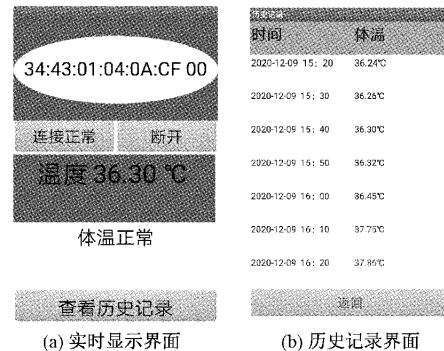 34:43:01:04:0A:CF 00
连接正常 断开
温度 36.30 ℃
体温正常
查看历史记录
(a) 实时显示界面
历史记录
时间 体温
2020-12-09 15: 20 36.24℃
2020-12-09 15: 30 36.26℃
2020-12-09 15: 40 36.30℃
2020-12-09 15: 50 36.32℃
2020-12-09 16: 00 36.45℃
2020-12-09 16: 10 37.75℃
2020-12-09 16: 20 37.86℃
返回
(b) 历史记录界面